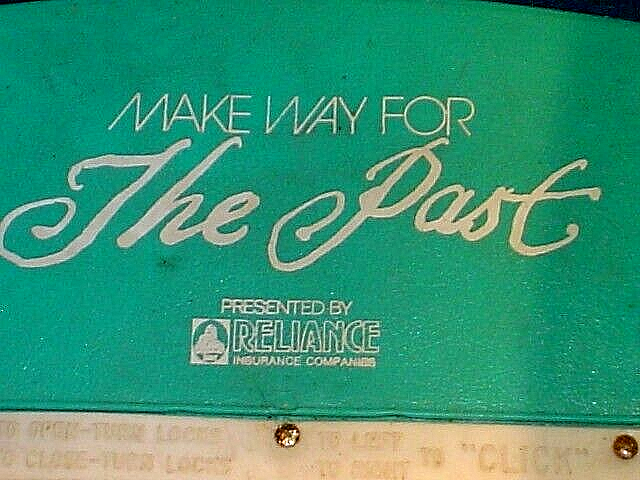 MAKE WAY FOR
The Past
PRESENTED BY
RELIANCE
INSURANCE COMPANIES
TO OPEN-TURN LOCKS TO LEFT
TO CLOSE-TURN LOCKS TO RIGHT TO "CLICK"